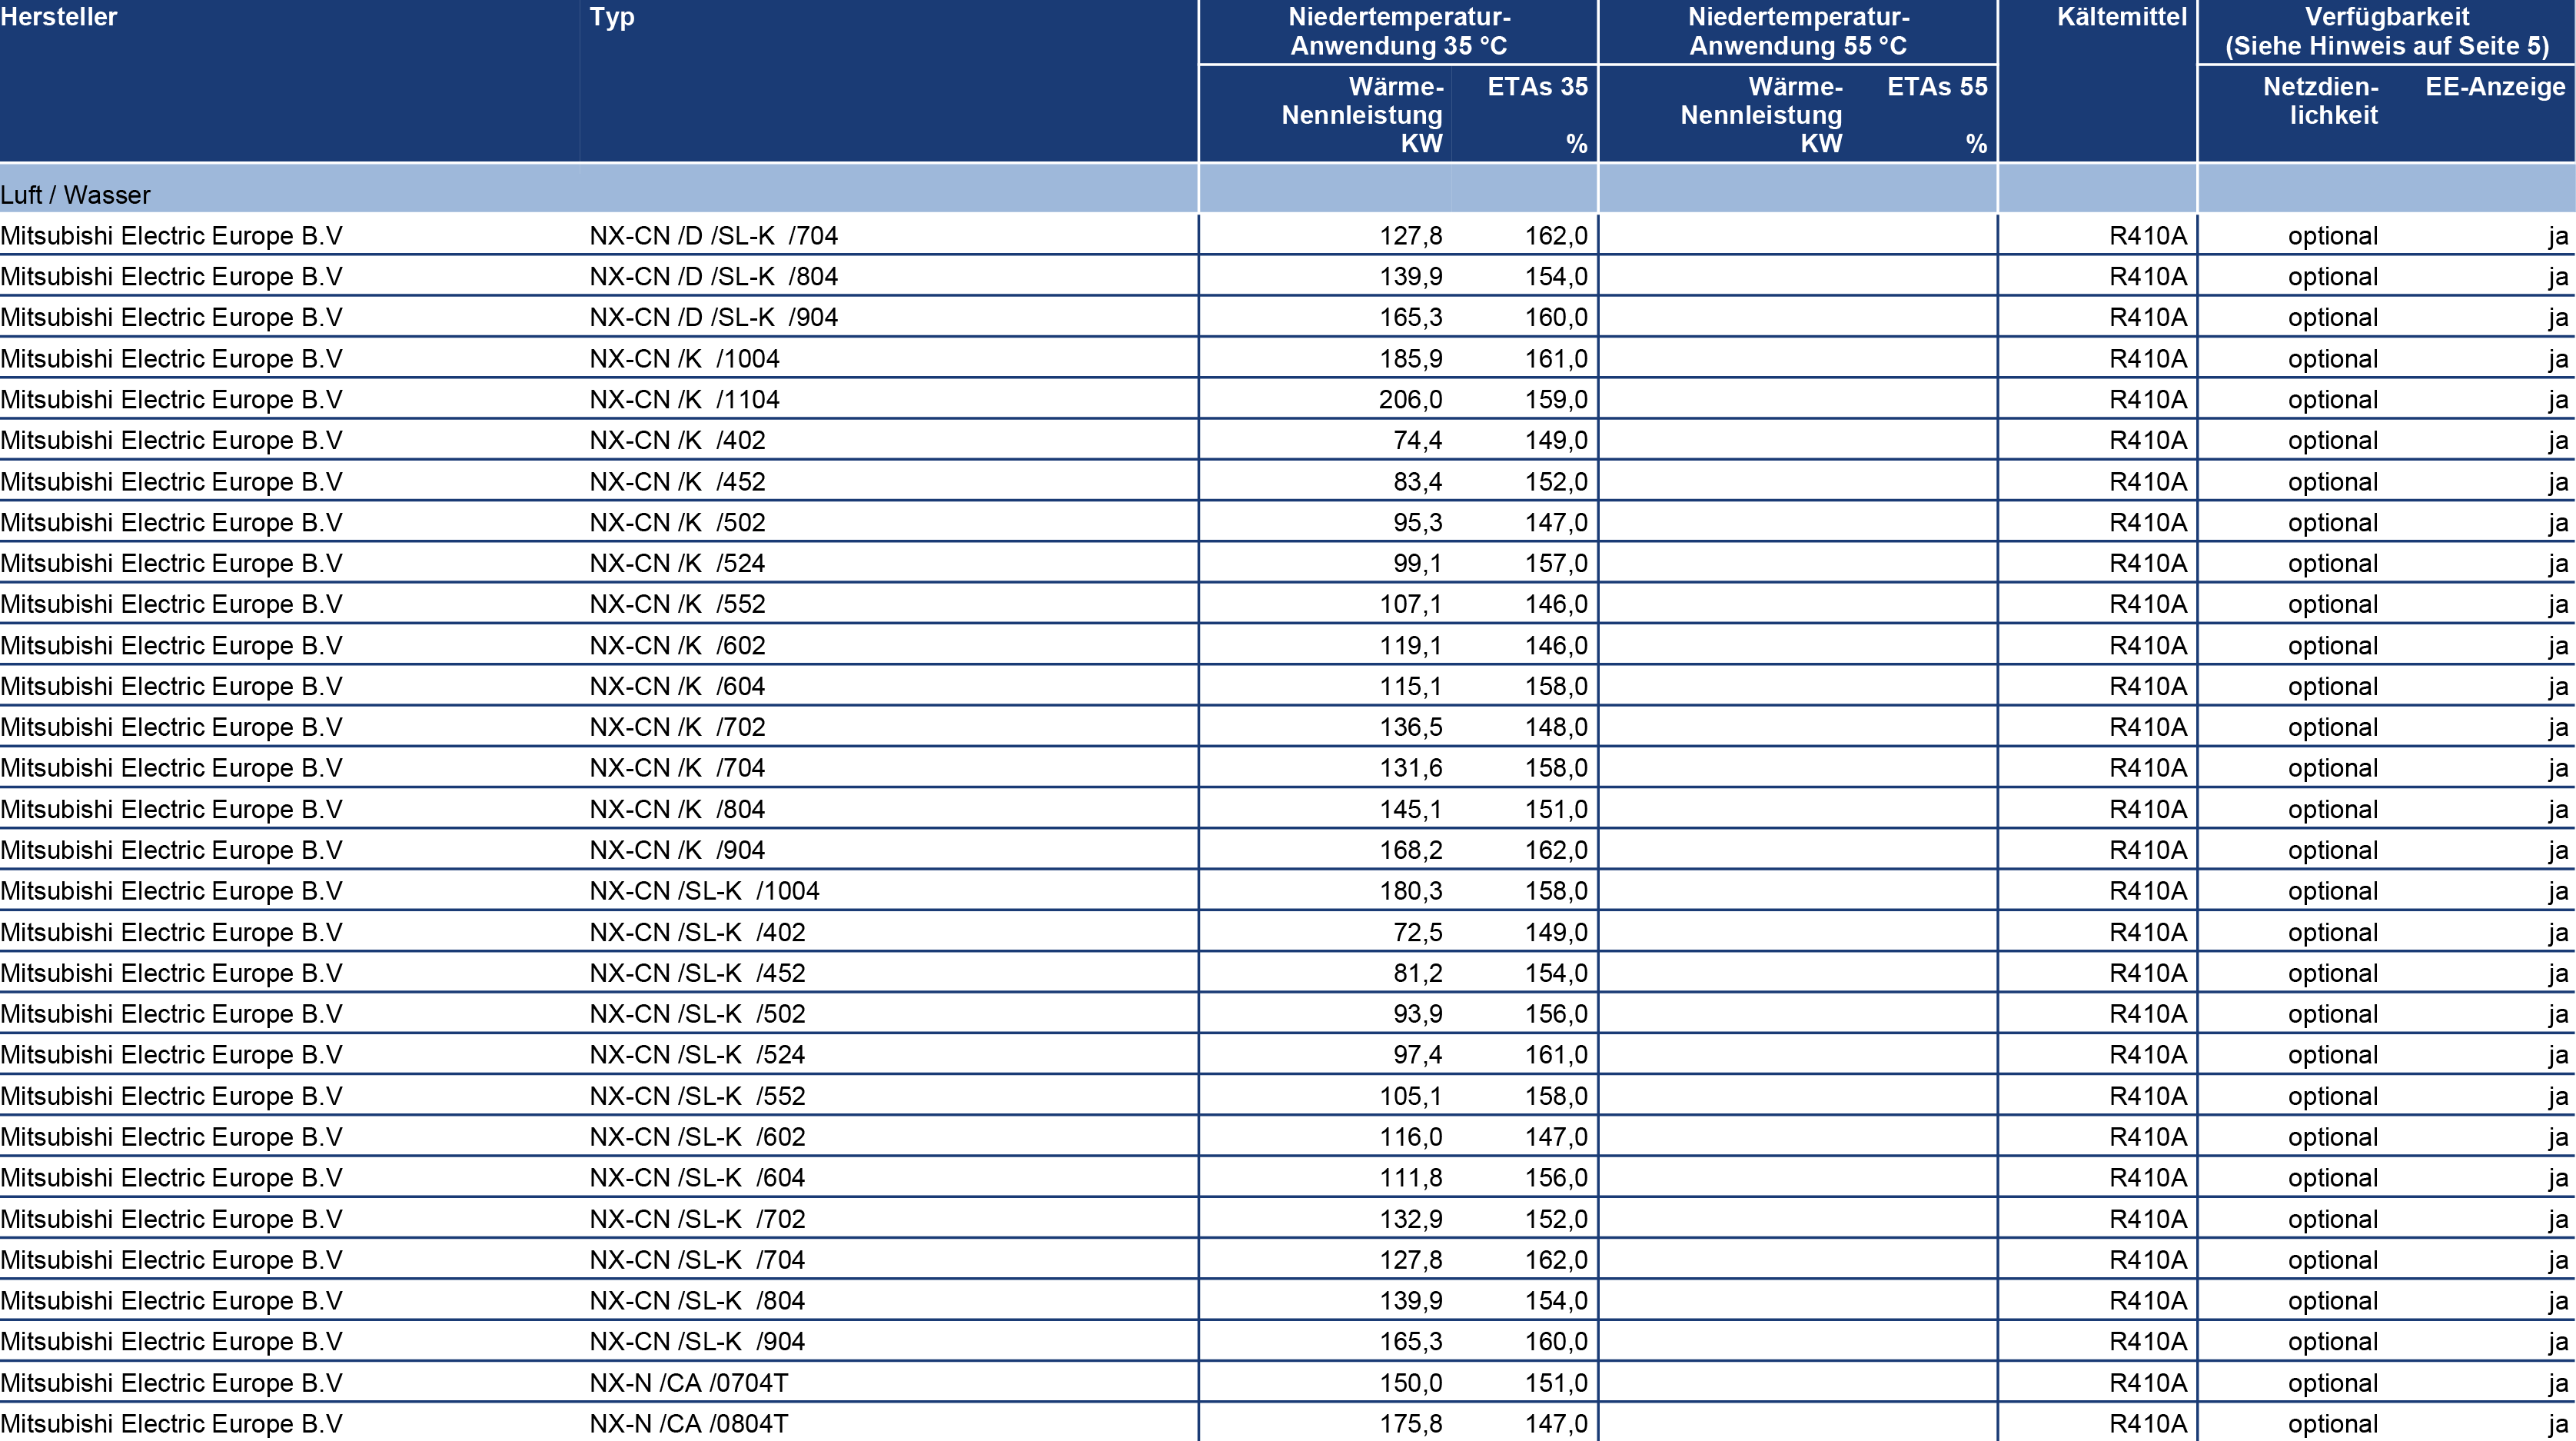 Hersteller Typ Niedertemperatur- Niedertemperatur- Kältemittel Verfügbarkeit
Anwendung 35 °C Anwendung 55 °C (Siehe Hinweis auf Seite 5)
Wärme- ETAs 35 Wärme- ETAs 55 Netzdien- EE-Anzeige
Nennleistung Nennleistung lichkeit
KW % KW %
Luft / Wasser
Mitsubishi Electric Europe B.V NX-CN /D /SL-K /704 127,8 162,0 R410A optional ja
Mitsubishi Electric Europe B.V NX-CN /D /SL-K /804 139,9 154,0 R410A optional ja
Mitsubishi Electric Europe B.V NX-CN /D /SL-K /904 165,3 160,0 R410A optional ja
Mitsubishi Electric Europe B.V NX-CN /K /1004 185,9 161,0 R410A optional ja
Mitsubishi Electric Europe B.V NX-CN /K /1104 206,0 159,0 R410A optional ja
Mitsubishi Electric Europe B.V NX-CN /K /402 74,4 149,0 R410A optional ja
Mitsubishi Electric Europe B.V NX-CN /K /452 83,4 152,0 R410A optional ja
Mitsubishi Electric Europe B.V NX-CN /K /502 95,3 147,0 R410A optional ja
Mitsubishi Electric Europe B.V NX-CN /K /524 99,1 157,0 R410A optional ja
Mitsubishi Electric Europe B.V NX-CN /K /552 107,1 146,0 R410A optional ja
Mitsubishi Electric Europe B.V NX-CN /K /602 119,1 146,0 R410A optional ja
Mitsubishi Electric Europe B.V NX-CN /K /604 115,1 158,0 R410A optional ja
Mitsubishi Electric Europe B.V NX-CN /K /702 136,5 148,0 R410A optional ja
Mitsubishi Electric Europe B.V NX-CN /K /704 131,6 158,0 R410A optional ja
Mitsubishi Electric Europe B.V NX-CN /K /804 145,1 151,0 R410A optional ja
Mitsubishi Electric Europe B.V NX-CN /K /904 168,2 162,0 R410A optional ja
Mitsubishi Electric Europe B.V NX-CN /SL-K /1004 180,3 158,0 R410A optional ja
Mitsubishi Electric Europe B.V NX-CN /SL-K /402 72,5 149,0 R410A optional ja
Mitsubishi Electric Europe B.V NX-CN /SL-K /452 81,2 154,0 R410A optional ja
Mitsubishi Electric Europe B.V NX-CN /SL-K /502 93,9 156,0 R410A optional ja
Mitsubishi Electric Europe B.V NX-CN /SL-K /524 97,4 161,0 R410A optional ja
Mitsubishi Electric Europe B.V NX-CN /SL-K /552 105,1 158,0 R410A optional ja
Mitsubishi Electric Europe B.V NX-CN /SL-K /602 116,0 147,0 R410A optional ja
Mitsubishi Electric Europe B.V NX-CN /SL-K /604 111,8 156,0 R410A optional ja
Mitsubishi Electric Europe B.V NX-CN /SL-K /702 132,9 152,0 R410A optional ja
Mitsubishi Electric Europe B.V NX-CN /SL-K /704 127,8 162,0 R410A optional ja
Mitsubishi Electric Europe B.V NX-CN /SL-K /804 139,9 154,0 R410A optional ja
Mitsubishi Electric Europe B.V NX-CN /SL-K /904 165,3 160,0 R410A optional ja
Mitsubishi Electric Europe B.V NX-N /CA /0704T 150,0 151,0 R410A optional ja
Mitsubishi Electric Europe B.V NX-N /CA /0804T 175,8 147,0 R410A optional ja